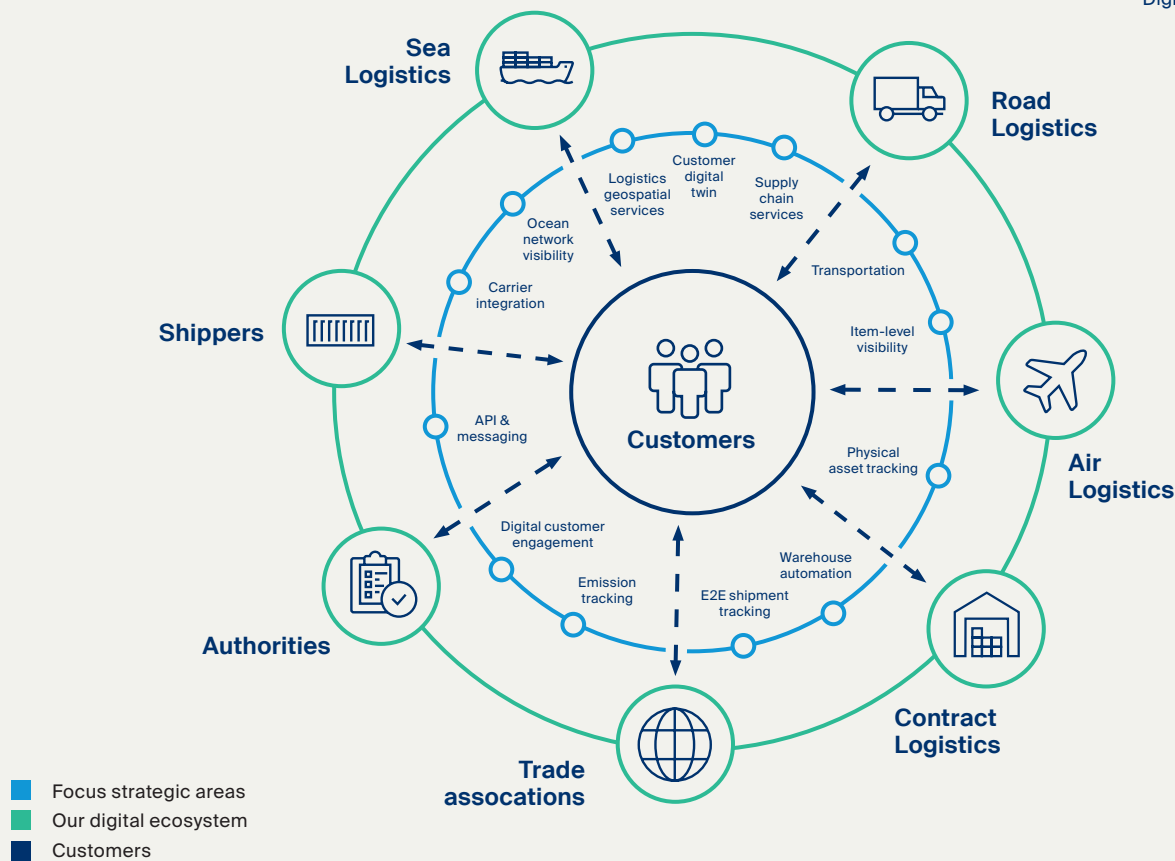 Digi
Sea
Logistics
Road
Logistics
Logistics
geospatial
services
Customer
digital
twin
Supply
chain
services
Ocean
network
visibility
Transportation
Carrier
integration
Shippers
Item-level
visibility
Customers
API &
messaging
Physical
asset tracking
Air
Logistics
Digital customer
engagement
Warehouse
automation
Emission
tracking
E2E shipment
tracking
Authorities
Contract
Logistics
Trade
assocations
Focus strategic areas
Our digital ecosystem
Customers